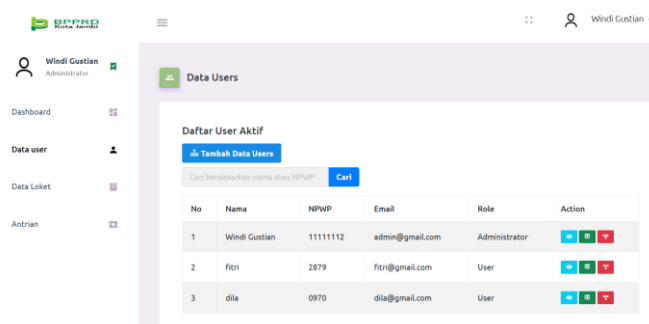 BPPRD
Kota Jambi
Windi Gustian
Windi Gustian
Administrator
Dashboard
Data user
Data Loket
Antrian
Data Users
Daftar User Aktif
Tambah Data Users
Cari berdasarkan nama atau NPWP Cari
No Nama NPWP Email Role Action
1 Windi Gustian 11111112 admin@gmail.com Administrator
2 fitri 2879 fitri@gmail.com User
3 dila 0970 dila@gmail.com User